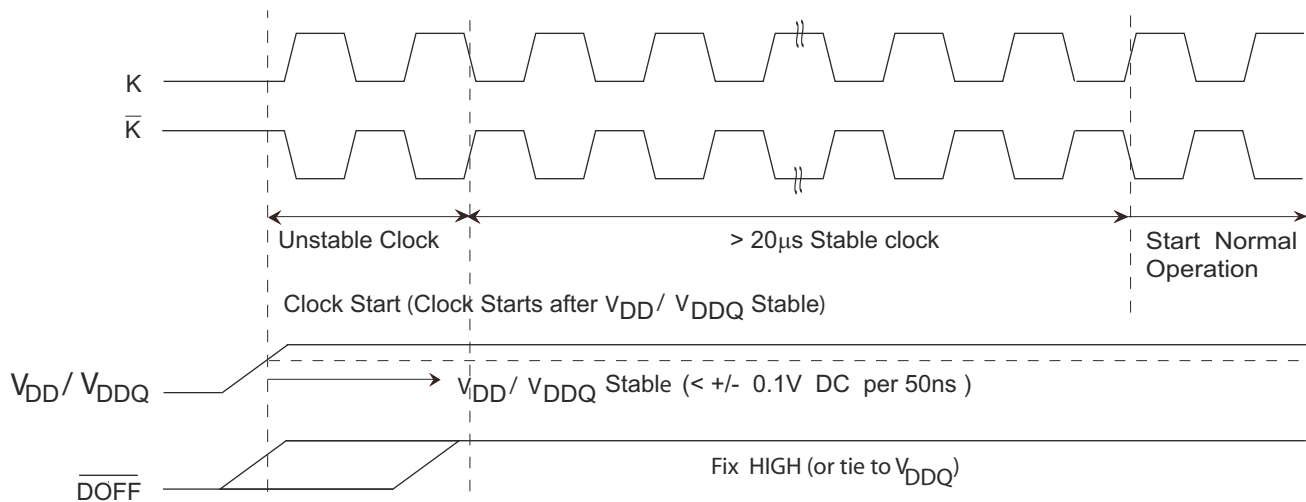 K
K̅
Unstable Clock
> 20μs Stable clock
Start Normal
Operation
Clock Start (Clock Starts after VDD / VDDQ Stable)
VDD / VDDQ
VDD / VDDQ Stable (< +/- 0.1V DC per 50ns )
Fix HIGH (or tie to VDDQ)
D̅O̅F̅F̅